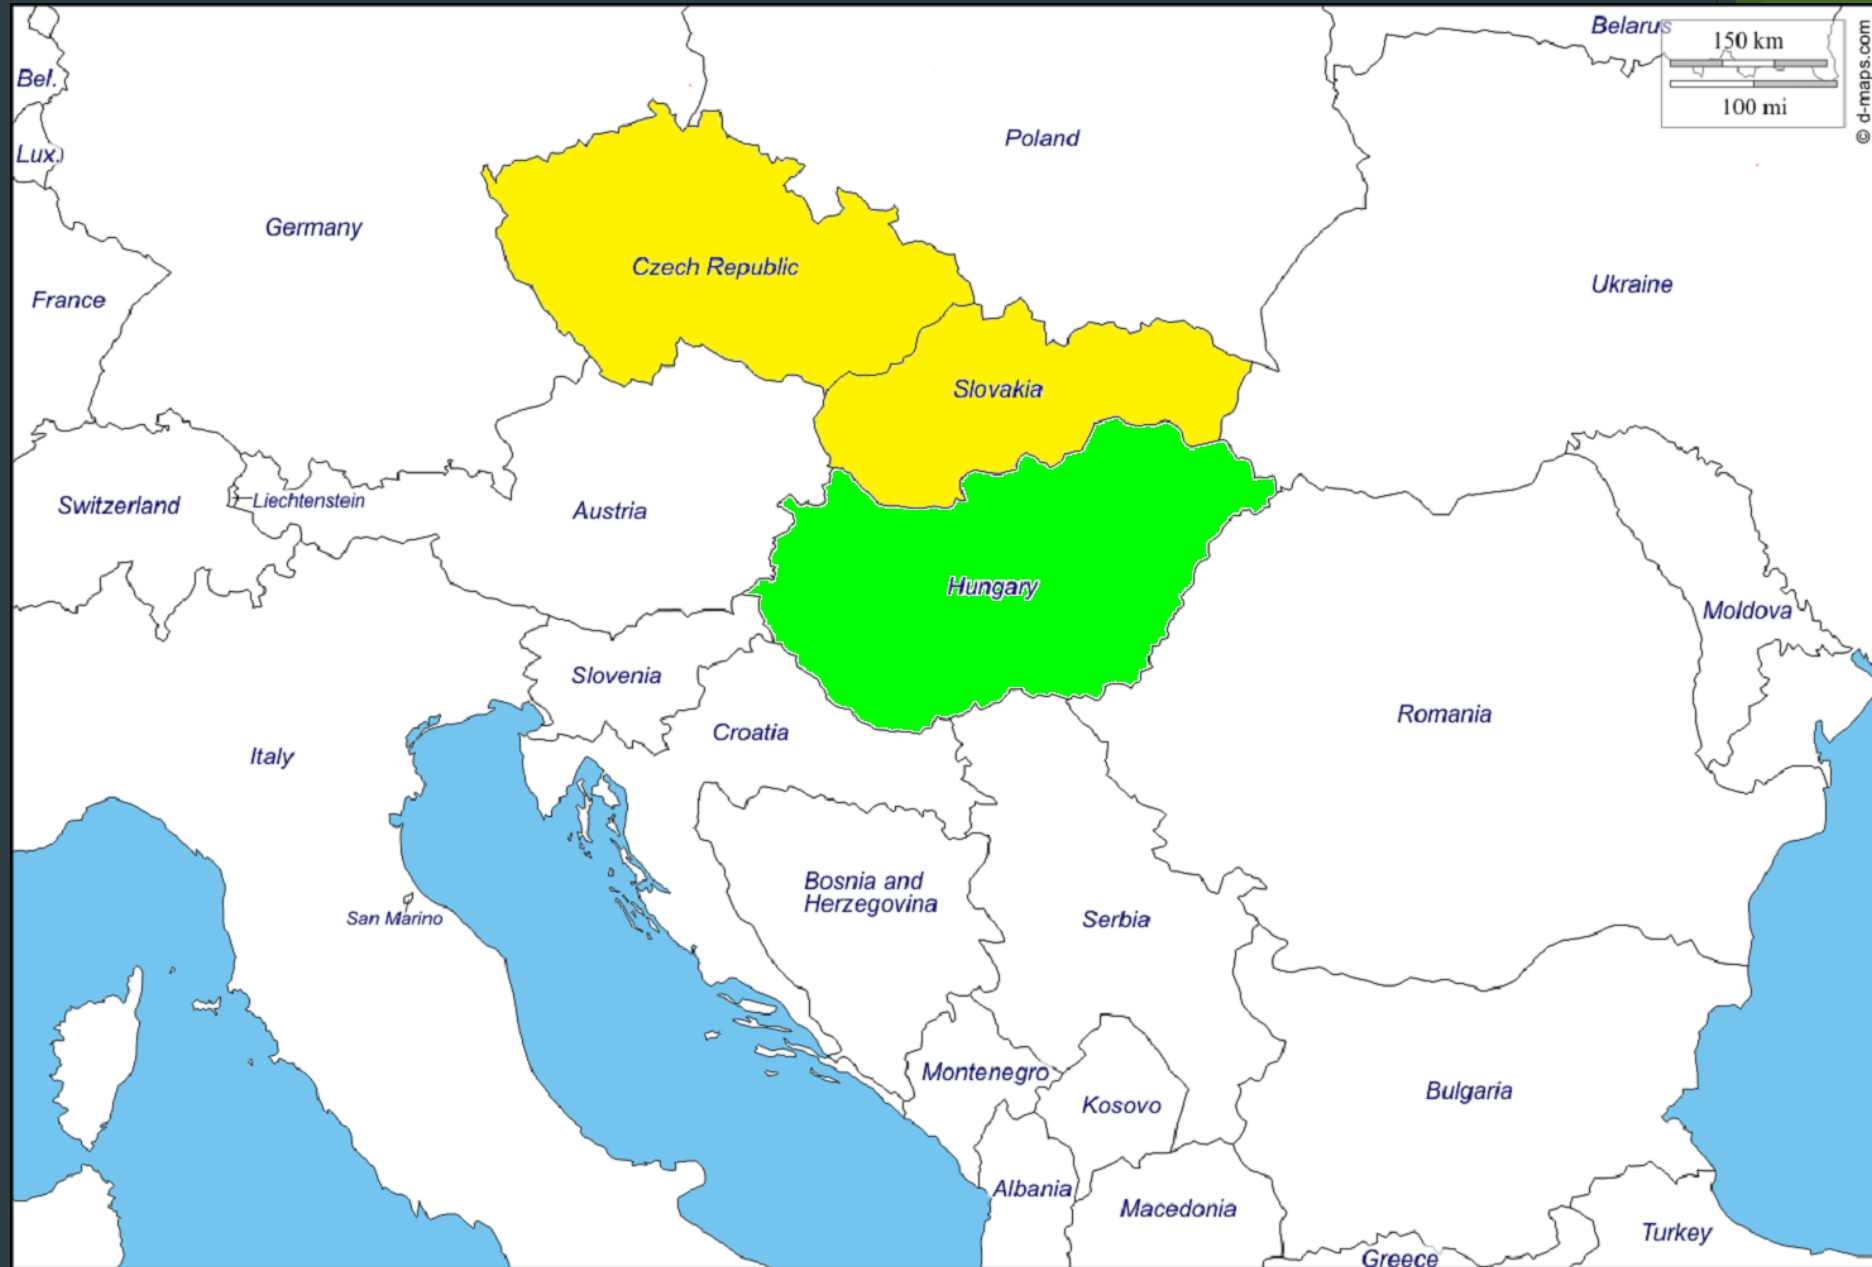 Belarus
150 km
100 mi
© d-maps.com
Bel.
Lux.
Poland
Germany
Czech Republic
France
Ukraine
Slovakia
Switzerland
Liechtenstein
Austria
Hungary
Moldova
Slovenia
Croatia
Romania
Italy
Bosnia and
Herzegovina
San Marino
Serbia
Montenegro
Kosovo
Bulgaria
Albania
Macedonia
Turkey
Greece